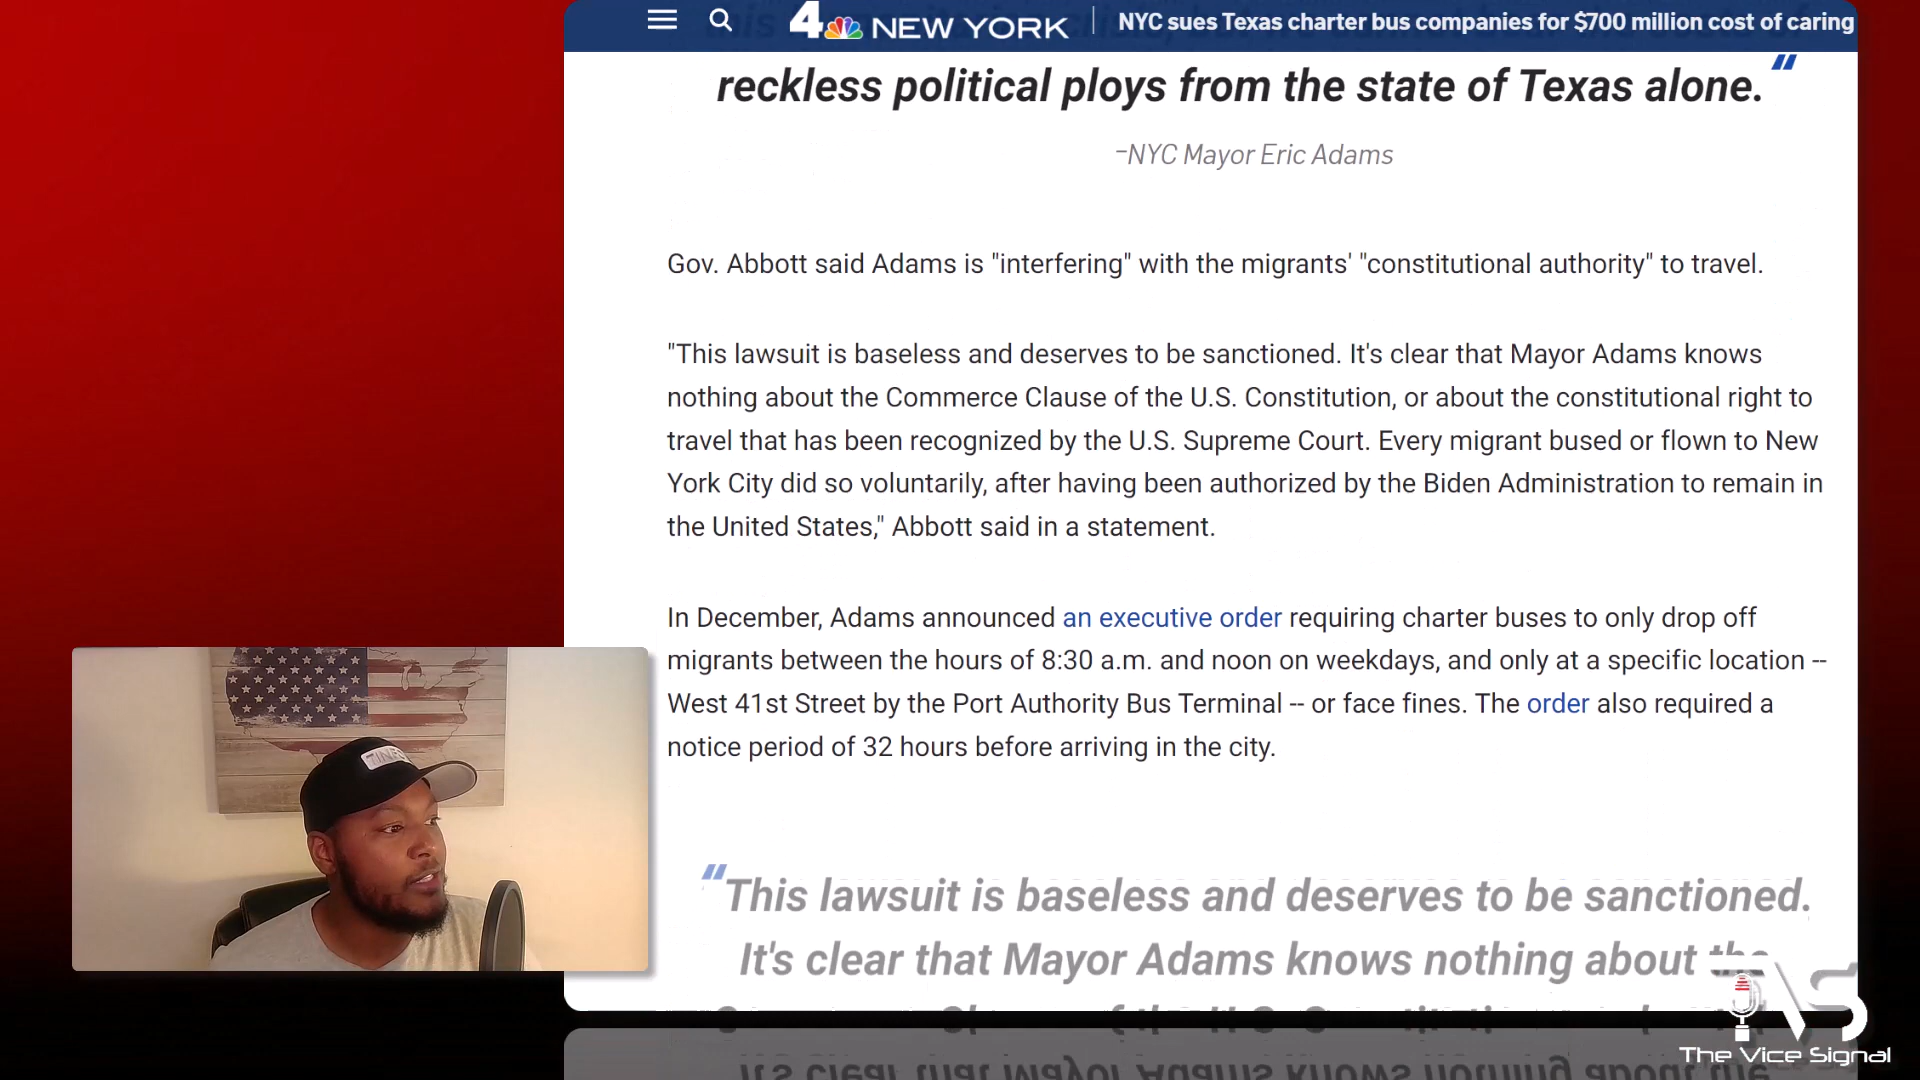 4 NEW YORK
NYC sues Texas charter bus companies for $700 million cost of caring
reckless political ploys from the state of Texas alone.“
–NYC Mayor Eric Adams
Gov. Abbott said Adams is "interfering" with the migrants' "constitutional authority" to travel.
"This lawsuit is baseless and deserves to be sanctioned. It's clear that Mayor Adams knows
nothing about the Commerce Clause of the U.S. Constitution, or about the constitutional right to
travel that has been recognized by the U.S. Supreme Court. Every migrant bused or flown to New
York City did so voluntarily, after having been authorized by the Biden Administration to remain in
the United States," Abbott said in a statement.
In December, Adams announced an executive order requiring charter buses to only drop off
migrants between the hours of 8:30 a.m. and noon on weekdays, and only at a specific location --
West 41st Street by the Port Authority Bus Terminal -- or face fines. The order also required a
notice period of 32 hours before arriving in the city.
“This lawsuit is baseless and deserves to be sanctioned.
It's clear that Mayor Adams knows nothing about the
The Vice Signal